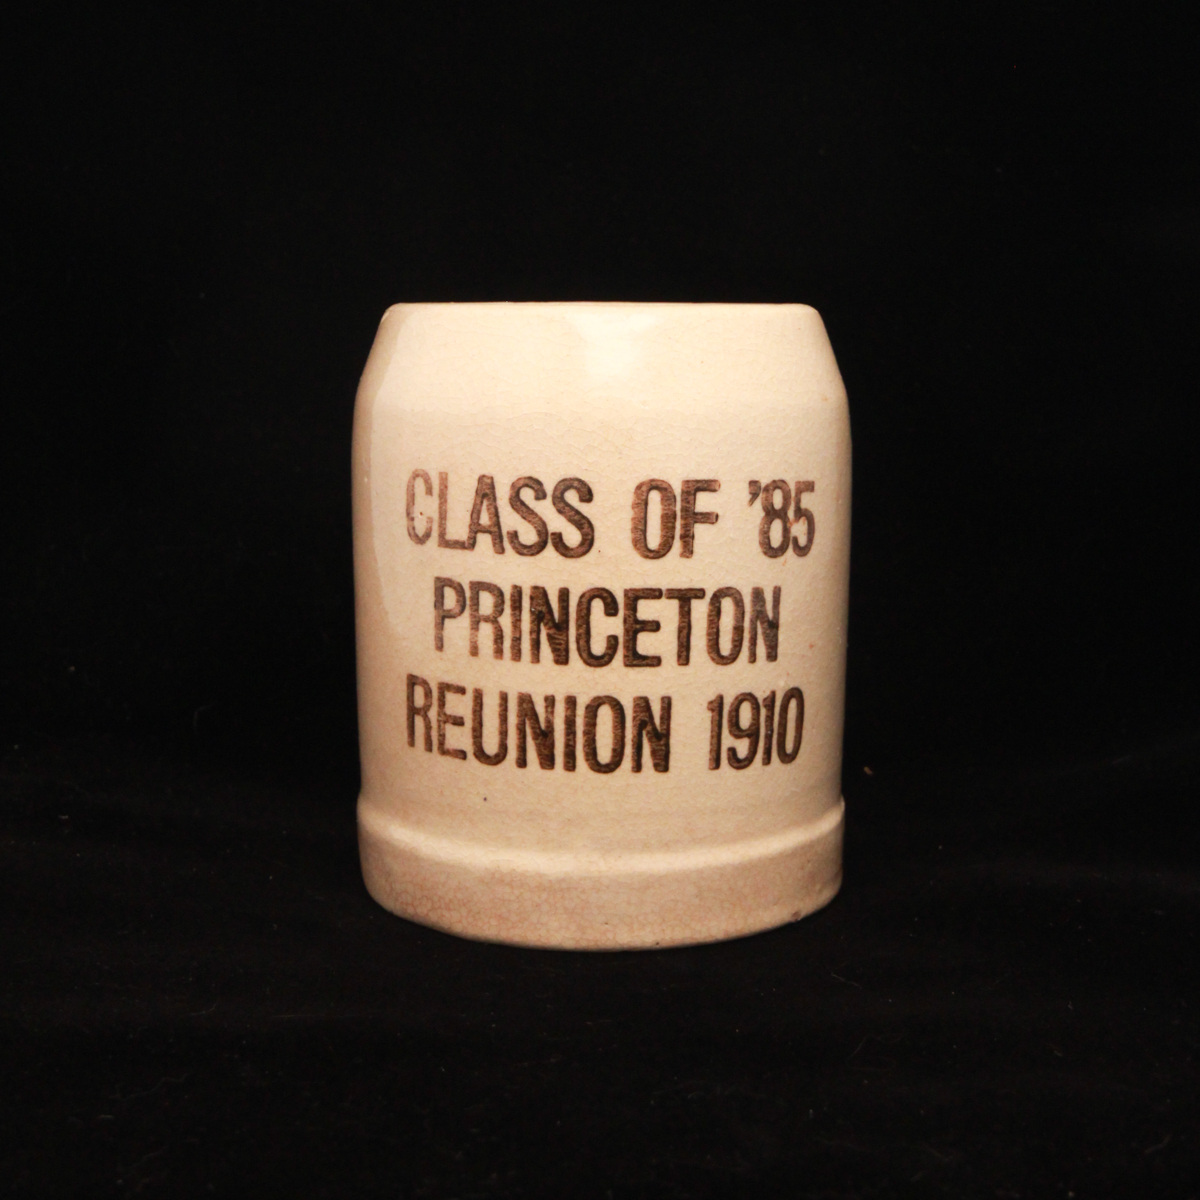 CLASS OF '85
PRINCETON
REUNION 1910